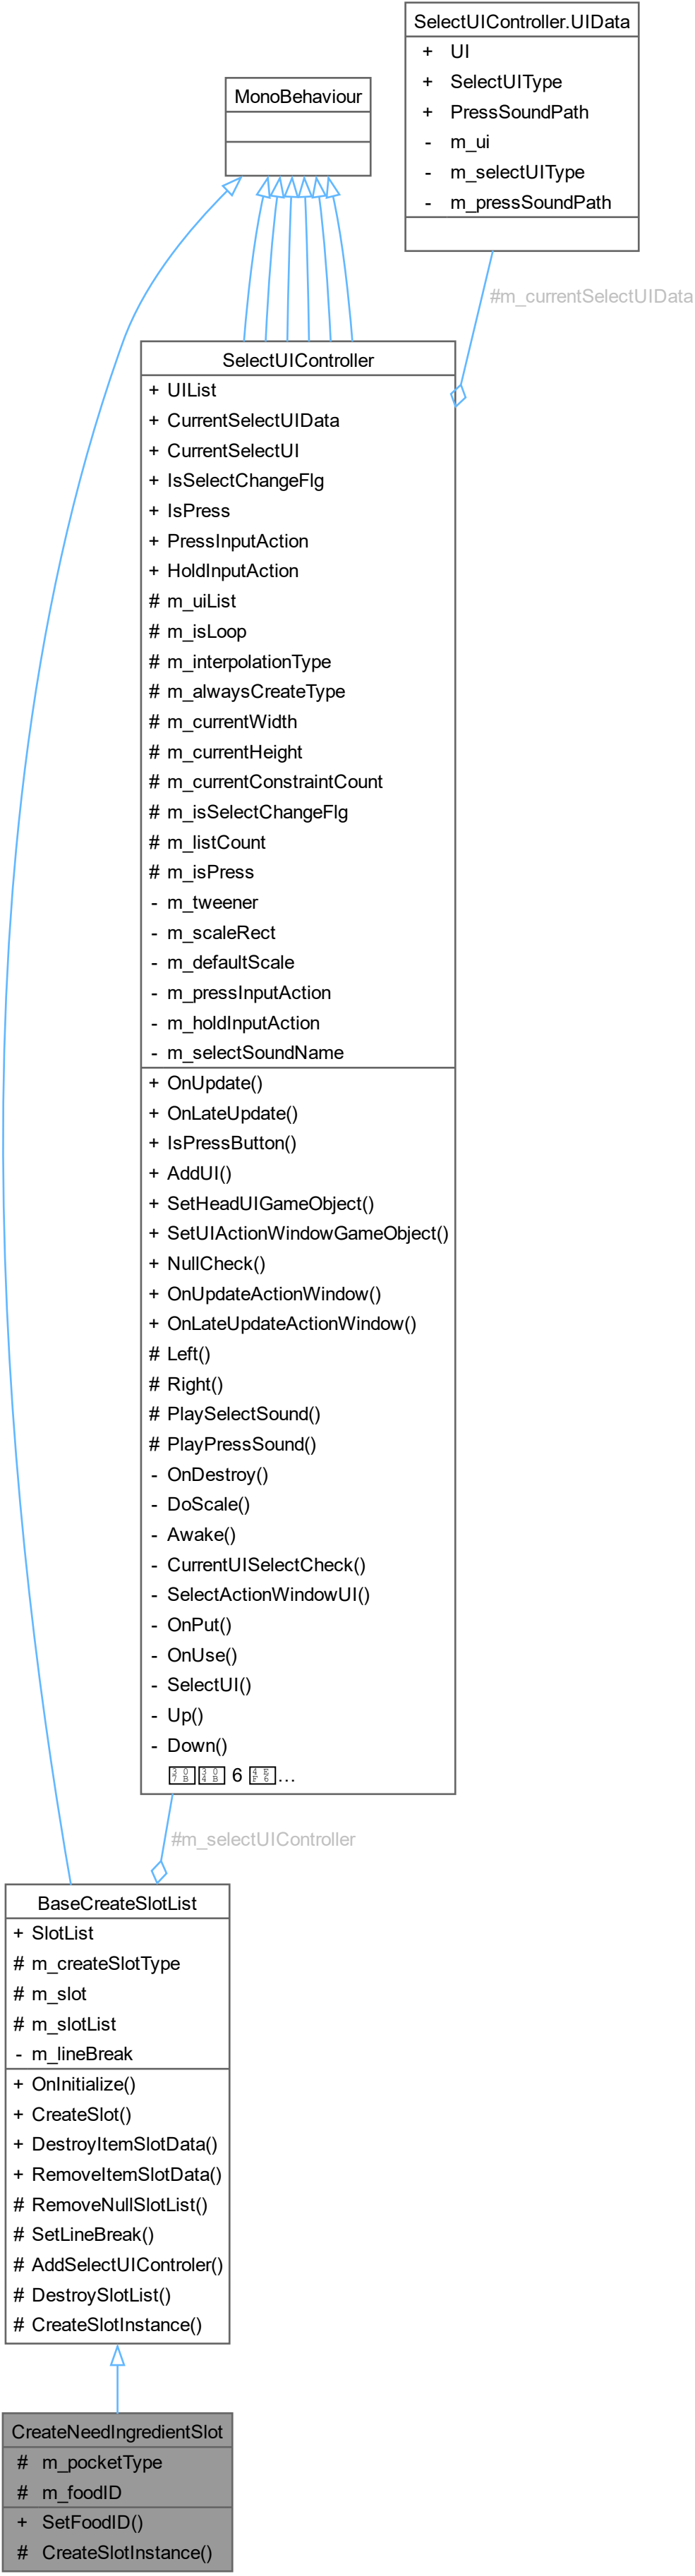 SelectUIController.UIData
+ UI
+ SelectUIType
+ PressSoundPath
- m_ui
- m_selectUIType
- m_pressSoundPath
MonoBehaviour
#m_currentSelectUIData
SelectUIController
+ UIList
+ CurrentSelectUIData
+ CurrentSelectUI
+ IsSelectChangeFlg
+ IsPress
+ PressInputAction
+ HoldInputAction
# m_uiList
# m_isLoop
# m_interpolationType
# m_alwaysCreateType
# m_currentWidth
# m_currentHeight
# m_currentConstraintCount
# m_isSelectChangeFlg
# m_listCount
# m_isPress
- m_tweener
- m_scaleRect
- m_defaultScale
- m_pressInputAction
- m_holdInputAction
- m_selectSoundName
+ OnUpdate()
+ OnLateUpdate()
+ IsPressButton()
+ AddUI()
+ SetHeadUIGameObject()
+ SetUIActionWindowGameObject()
+ NullCheck()
+ OnUpdateActionWindow()
+ OnLateUpdateActionWindow()
# Left()
# Right()
# PlaySelectSound()
# PlayPressSound()
- OnDestroy()
- DoScale()
- Awake()
- CurrentUISelectCheck()
- SelectActionWindowUI()
- OnPut()
- OnUse()
- SelectUI()
- Up()
- Down()
6 ...
#m_selectUIController
BaseCreateSlotList
+ SlotList
# m_createSlotType
# m_slot
# m_slotList
- m_lineBreak
+ OnInitialize()
+ CreateSlot()
+ DestroyItemSlotData()
+ RemoveItemSlotData()
# RemoveNullSlotList()
# SetLineBreak()
# AddSelectUIControler()
# DestroySlotList()
# CreateSlotInstance()
CreateNeedIngredientSlot
# m_pocketType
# m_foodID
+ SetFoodID()
# CreateSlotInstance()